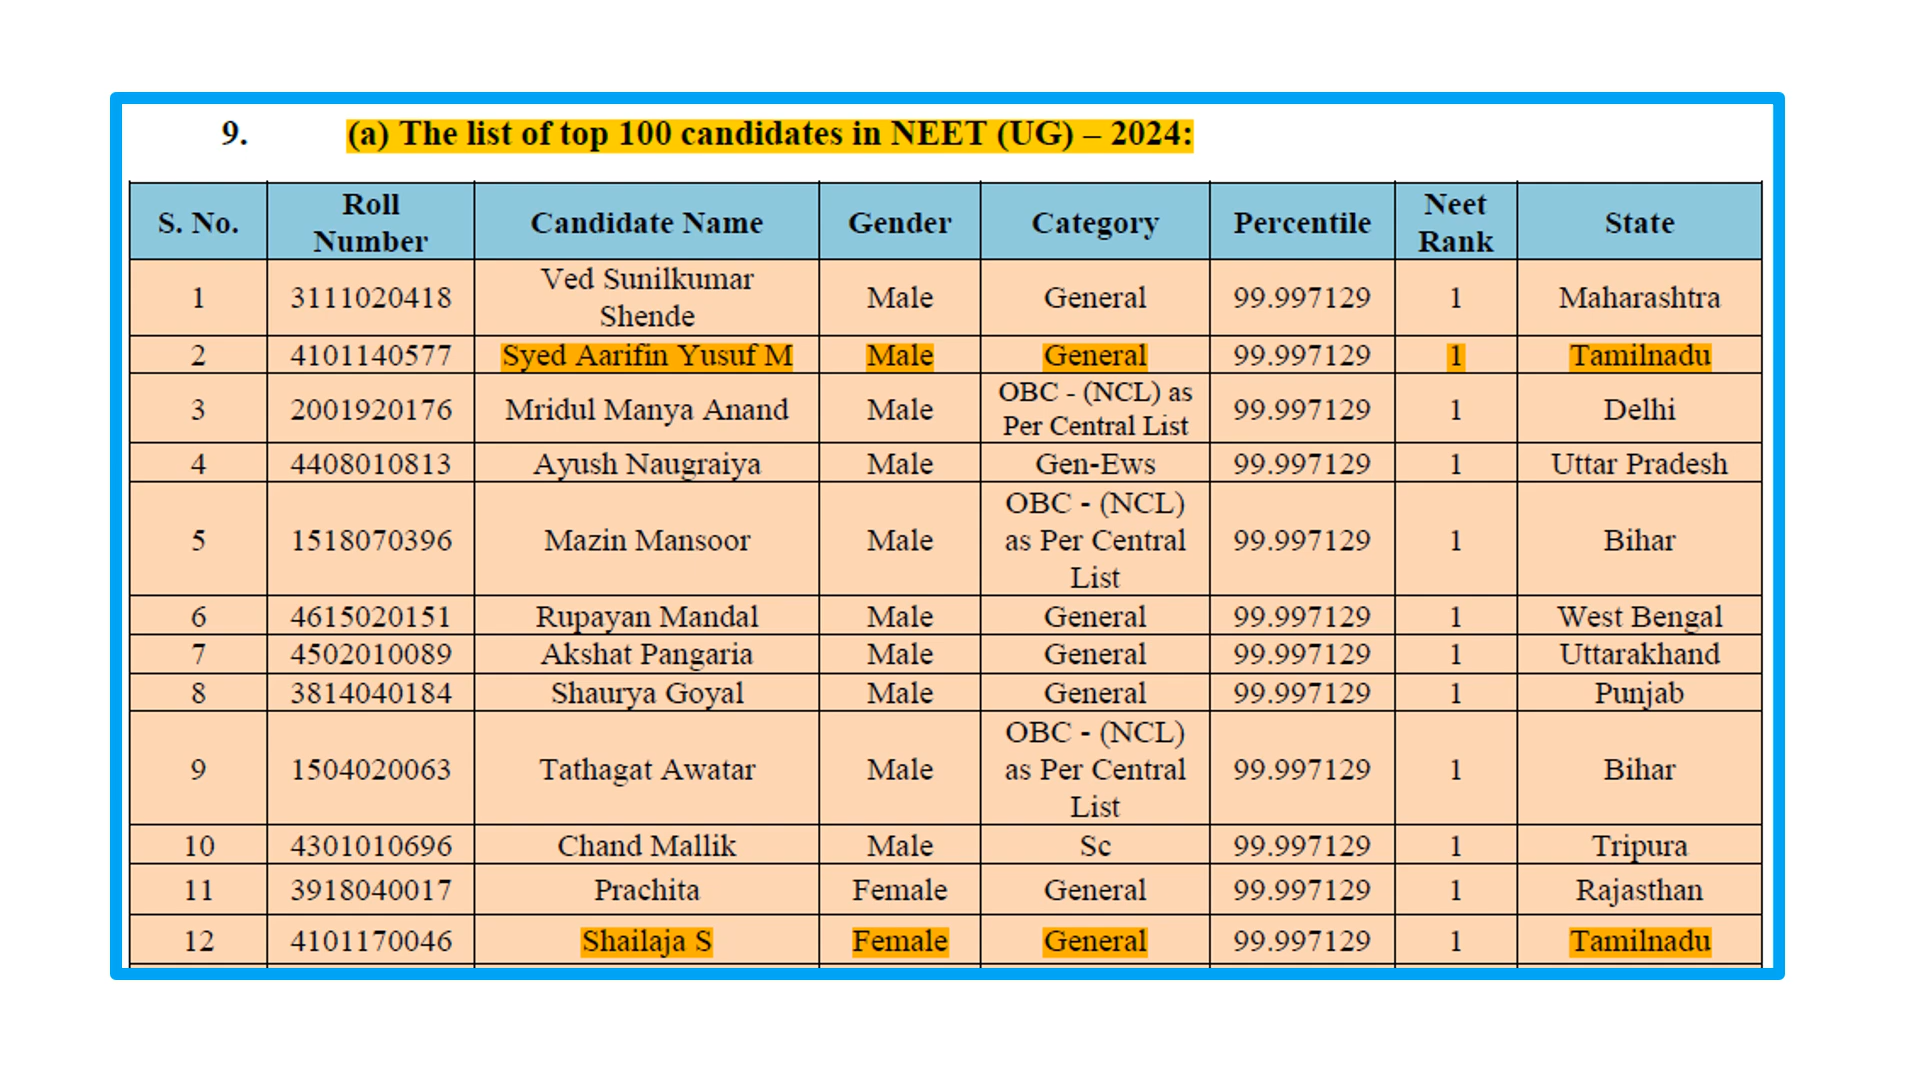 9. (a) The list of top 100 candidates in NEET (UG) – 2024:
S. No. Roll Number Candidate Name Gender Category Percentile Neet Rank State
1 3111020418 Ved Sunilkumar Shende Male General 99.997129 1 Maharashtra
2 4101140577 Syed Aarifin Yusuf M Male General 99.997129 1 Tamilnadu
3 2001920176 Mridul Manya Anand Male OBC - (NCL) as Per Central List 99.997129 1 Delhi
4 4408010813 Ayush Naugraiya Male Gen-Ews 99.997129 1 Uttar Pradesh
5 1518070396 Mazin Mansoor Male OBC - (NCL) as Per Central List 99.997129 1 Bihar
6 4615020151 Rupayan Mandal Male General 99.997129 1 West Bengal
7 4502010089 Akshat Pangaria Male General 99.997129 1 Uttarakhand
8 3814040184 Shaurya Goyal Male General 99.997129 1 Punjab
9 1504020063 Tathagat Awatar Male OBC - (NCL) as Per Central List 99.997129 1 Bihar
10 4301010696 Chand Mallik Male Sc 99.997129 1 Tripura
11 3918040017 Prachita Female General 99.997129 1 Rajasthan
12 4101170046 Shailaja S Female General 99.997129 1 Tamilnadu